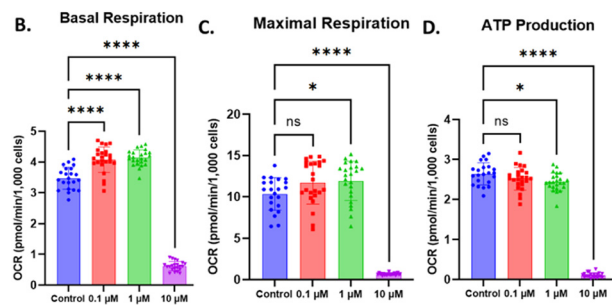 B. Basal Respiration
****
****
****
OCR (pmol/min/1,000 cells)
5
4
3
2
1
0
Control 0.1 µM 1 µM 10 µM
C. Maximal Respiration
****
*
ns
OCR (pmol/min/1,000 cells)
20
15
10
5
0
Control 0.1 µM 1 µM 10 µM
D. ATP Production
****
*
ns
OCR (pmol/min/1,000 cells)
4
3
2
1
0
Control 0.1 µM 1 µM 10 µM